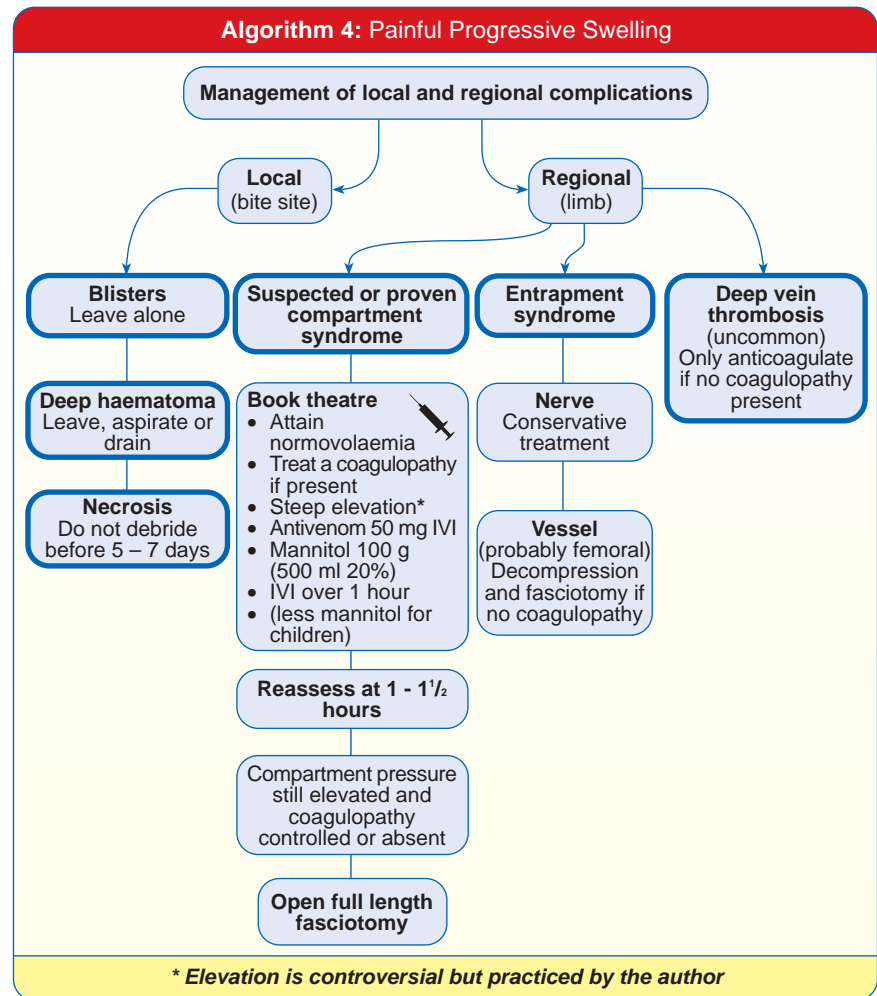 Algorithm 4: Painful Progressive Swelling
Management of local and regional complications
Local
(bite site)
Regional
(limb)
Blisters
Leave alone
Deep haematoma
Leave, aspirate or
drain
Necrosis
Do not debride
before 5 – 7 days
Suspected or proven
compartment
syndrome
Book theatre
• Attain
normovolaemia
• Treat a coagulopathy
if present
• Steep elevation*
• Antivenom 50 mg IVI
• Mannitol 100 g
(500 ml 20%)
• IVI over 1 hour
• (less mannitol for
children)
Reassess at 1 - 1 1/2
hours
Compartment pressure
still elevated and
coagulopathy
controlled or absent
Open full length
fasciotomy
Entrapment
syndrome
Nerve
Conservative
treatment
Vessel
(probably femoral)
Decompression
and fasciotomy if
no coagulopathy
Deep vein
thrombosis
(uncommon)
Only anticoagulate
if no coagulopathy
present
* Elevation is controversial but practiced by the author